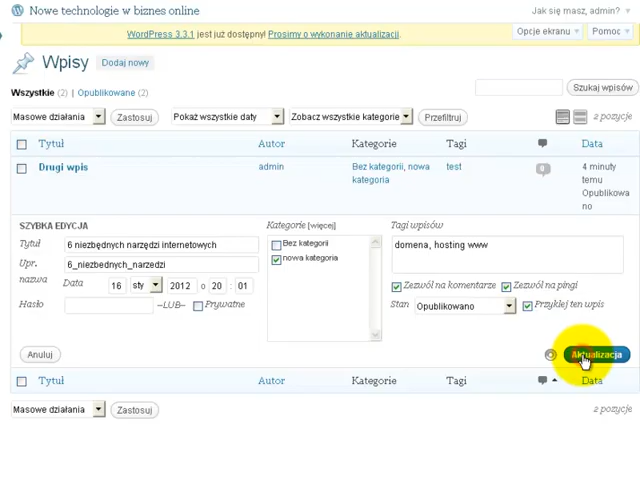 Nowe technologie w biznes online
Jak się masz, admin?
WordPress 3.3.1 jest już dostępny! Prosimy o wykonanie aktualizacji.
Opcje ekranu
Pomoc
Wpisy
Dodaj nowy
Wszystkie (2) | Opublikowane (2)
Szukaj wpisów
Masowe działania
Zastosuj
Pokaż wszystkie daty
Zobacz wszystkie kategorie
Przefiltruj
2 pozycje
Tytuł
Autor
Kategorie
Tagi
Data
Drugi wpis
admin
Bez kategorii, nowa
kategoria
test
0
4 minuty
temu
Opublikowa
no
SZYBKA EDYCJA
Tytuł
6 niezbędnych narzędzi internetowych
Upr.
nazwa
6_niezbednych_narzedzi
Data
16
sty
2012
o
20
:
01
Hasło
–LUB–
Prywatne
Kategorie [więcej]
Bez kategorii
nowa kategoria
Tagi wpisów
domena, hosting www
Zezwól na komentarze
Zezwól na pingi
Stan
Opublikowano
Przyklej ten wpis
Anuluj
Aktualizacja
Tytuł
Autor
Kategorie
Tagi
Data
Masowe działania
Zastosuj
2 pozycje